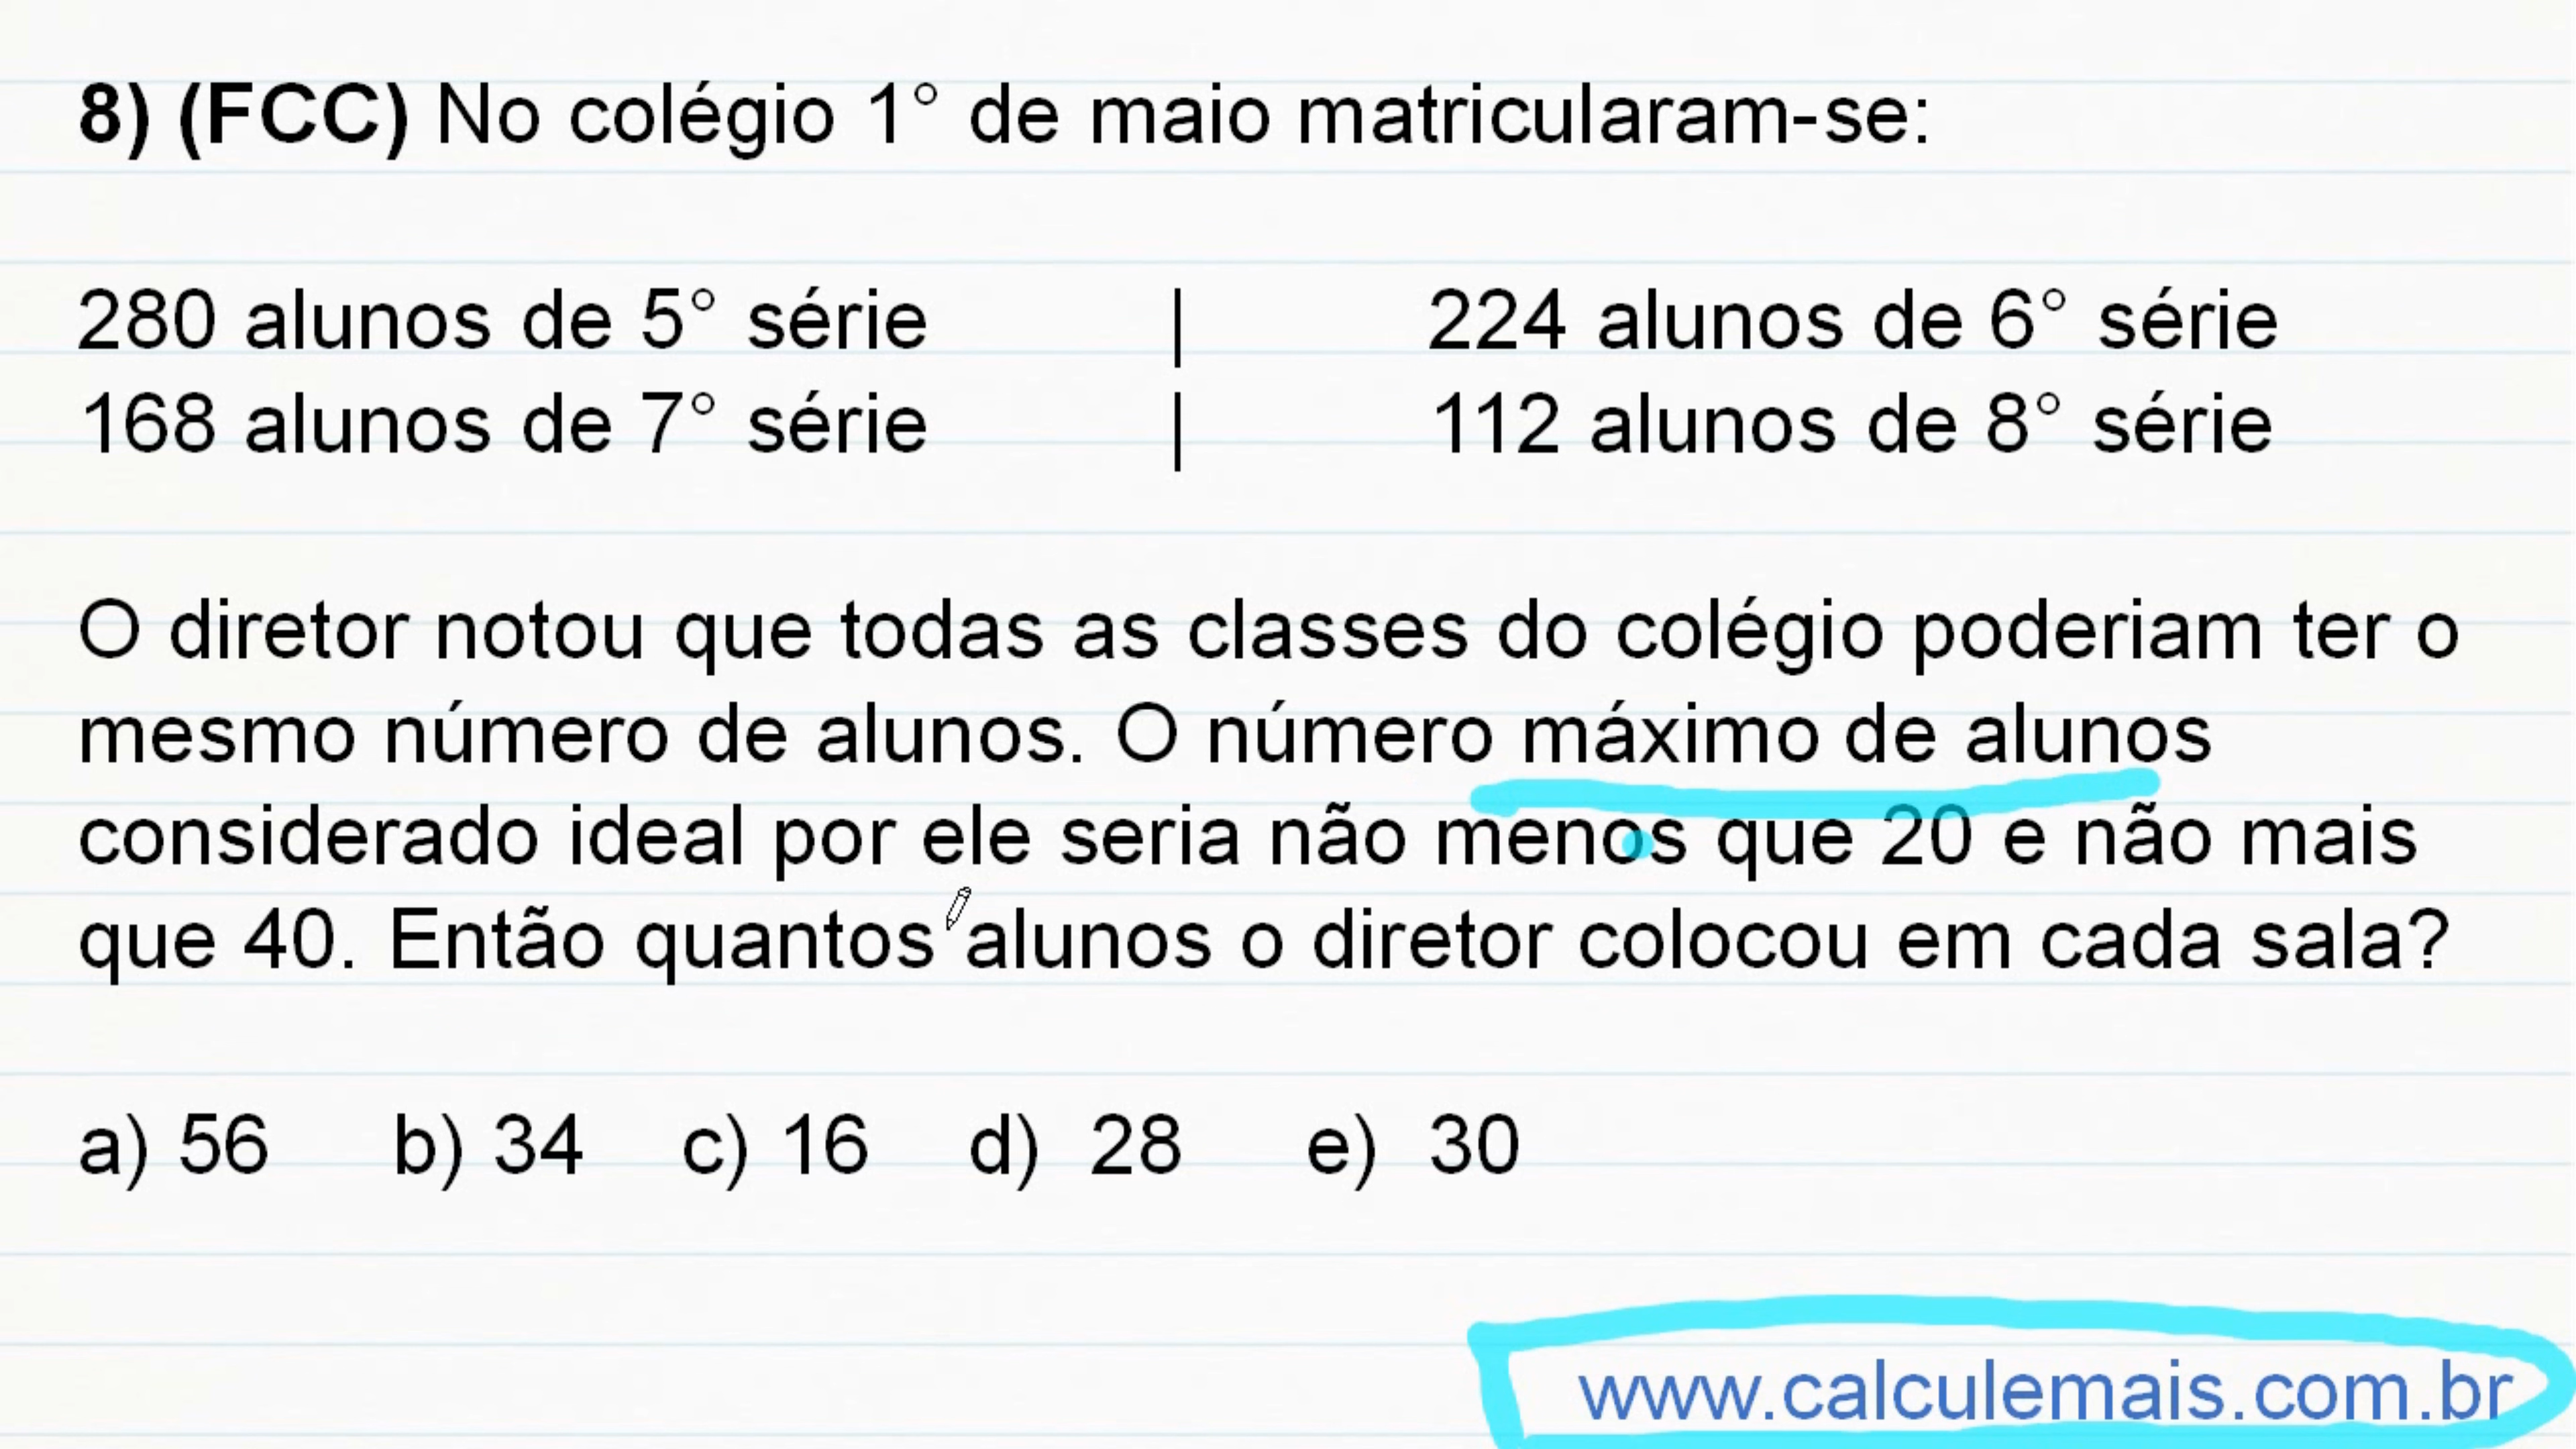 8) (FCC) No colégio 1° de maio matricularam-se:
280 alunos de 5° série | 224 alunos de 6° série
168 alunos de 7° série | 112 alunos de 8° série
O diretor notou que todas as classes do colégio poderiam ter o
mesmo número de alunos. O número máximo de alunos
considerado ideal por ele seria não menos que 20 e não mais
que 40. Então quantos alunos o diretor colocou em cada sala?
a) 56 b) 34 c) 16 d) 28 e) 30
www.calculemais.com.br